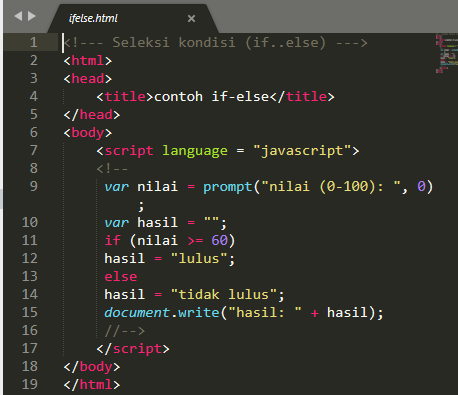 ifelse.html
1 <!--- Seleksi kondisi (if..else) --->
2 <html>
3 <head>
4 <title>contoh if-else</title>
5 </head>
6 <body>
7 <script language = "javascript">
8 <!--
9 var nilai = prompt("nilai (0-100): ", 0)
;
10 var hasil = "";
11 if (nilai >= 60)
12 hasil = "lulus";
13 else
14 hasil = "tidak lulus";
15 document.write("hasil: " + hasil);
16 //-->
17 </script>
18 </body>
19 </html>